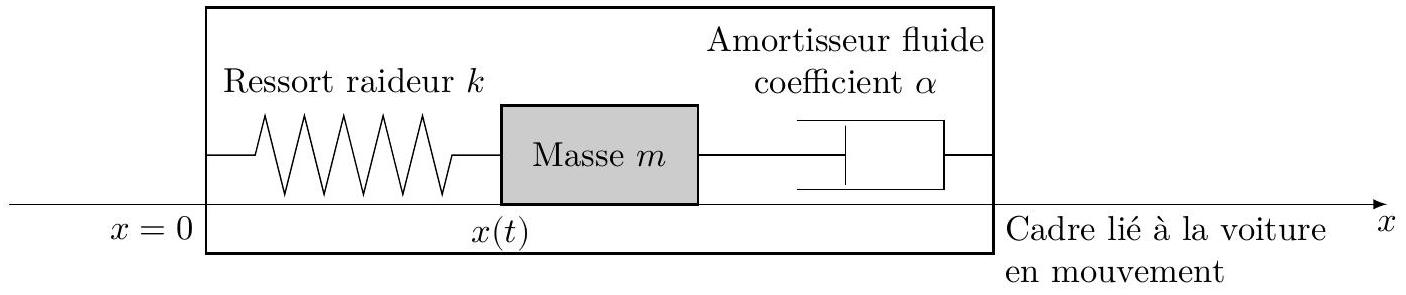 Amortisseur fluide
coefficient α
Ressort raideur k
Masse m
x = 0
x(t)
Cadre lié à la voiture
en mouvement
x